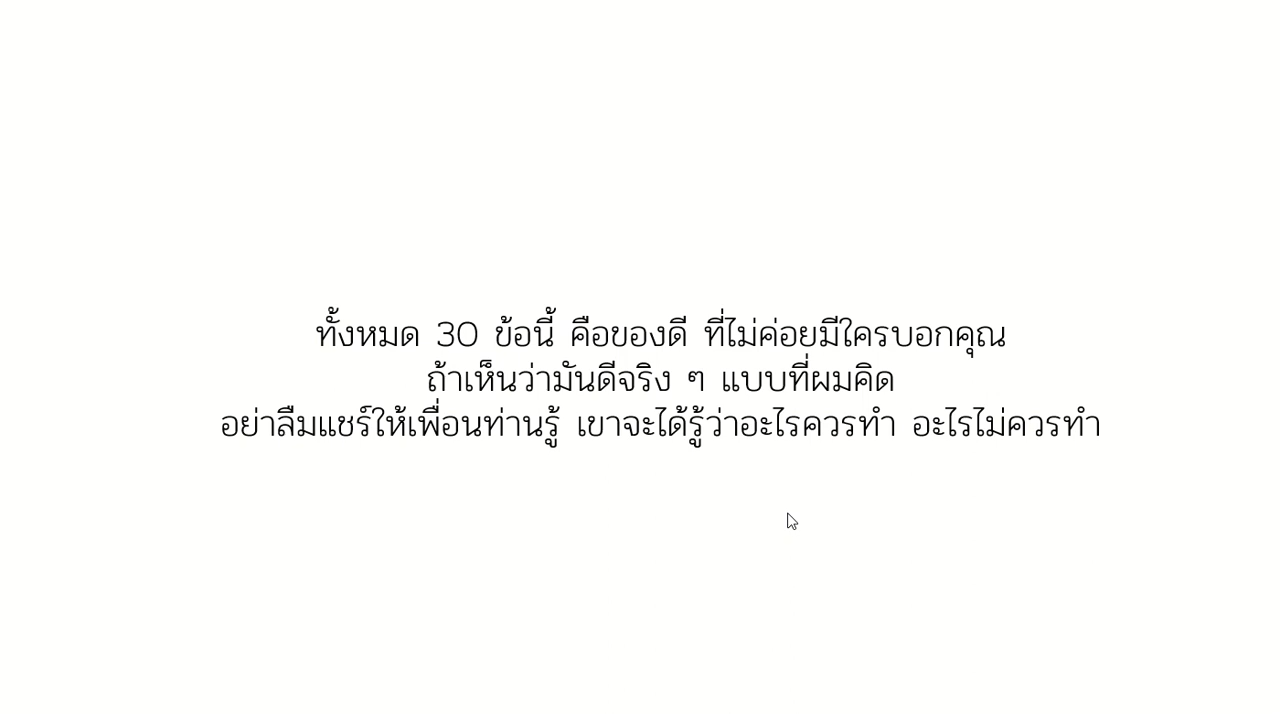 ทั้งหมด 30 ข้อนี้ คือของดี ที่ไม่ค่อยมีใครบอกคุณ
ถ้าเห็นว่ามันดีจริง ๆ แบบที่ผมคิด
อย่าลืมแชร์ให้เพื่อนท่านรู้ เขาจะได้รู้ว่าอะไรควรทำ อะไรไม่ควรทำ